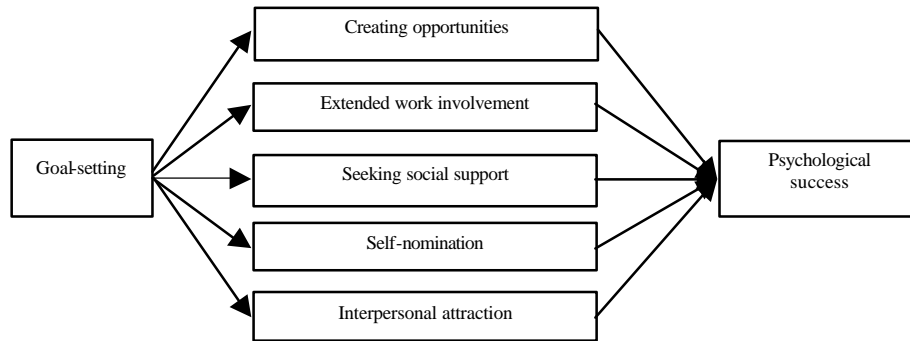 Creating opportunities
Extended work involvement
Goal-setting
Seeking social support
Psychological
success
Self-nomination
Interpersonal attraction